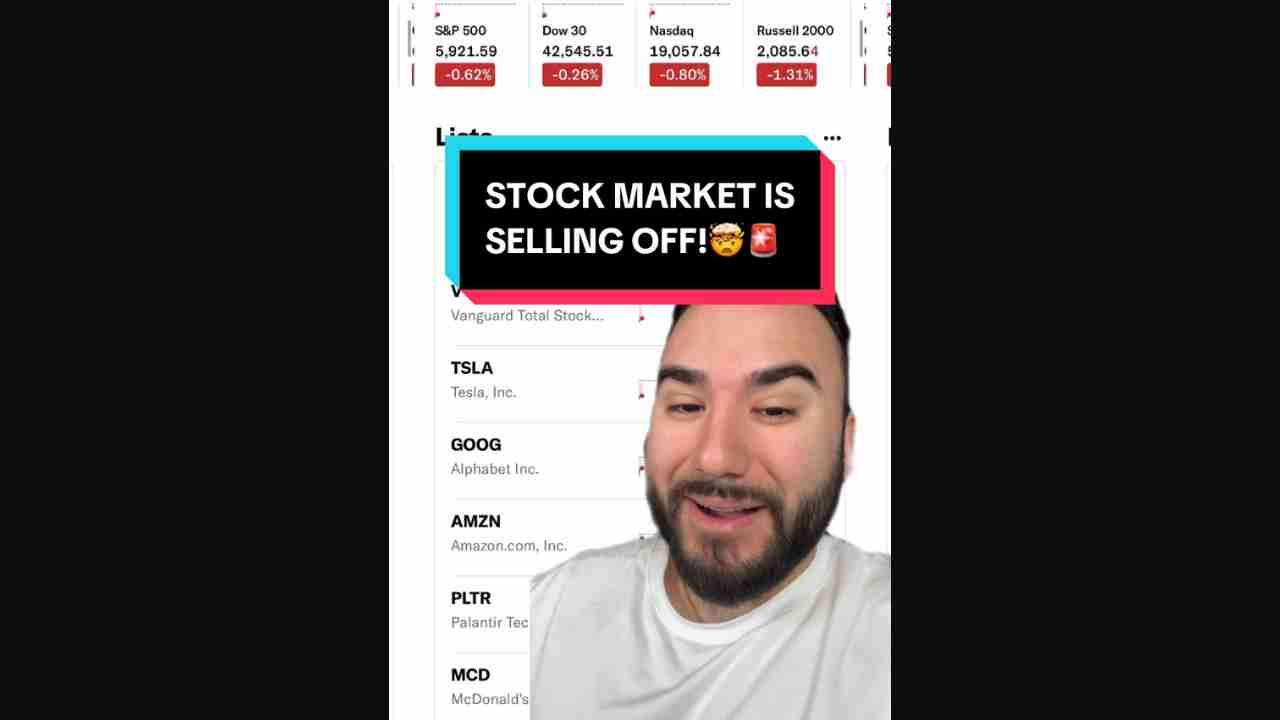 S&P 500 Dow 30 Nasdaq Russell 2000
5,921.59 42,545.51 19,057.84 2,085.64
-0.62% -0.26% -0.80% -1.31%
Lists
STOCK MARKET IS
SELLING OFF!🤯🚨
Vanguard Total Stock...
TSLA
Tesla, Inc.
GOOG
Alphabet Inc.
AMZN
Amazon.com, Inc.
PLTR
Palantir Tec
MCD
McDonald's